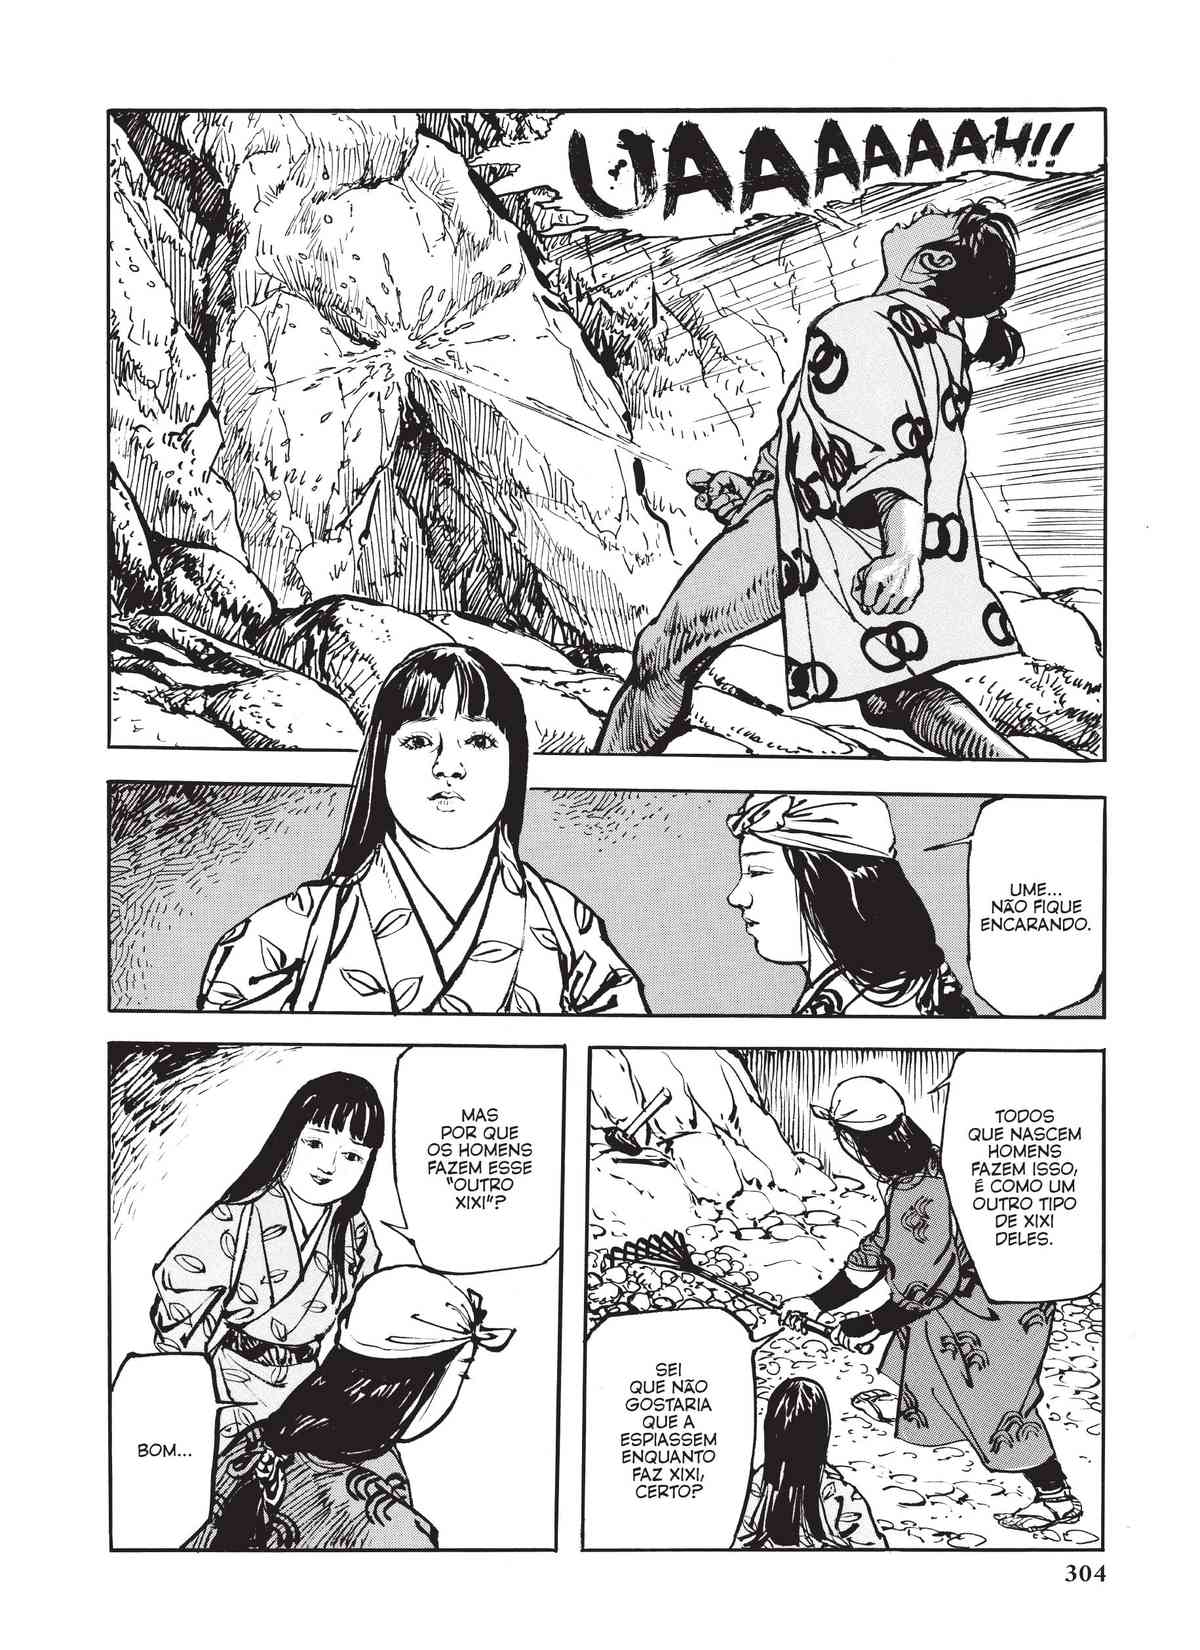 UAAAAAAH!!
UME...
NÃO FIQUE
ENCARANDO.
TODOS
QUE NASCEM
HOMENS
FAZEM ISSO,
É COMO UM
OUTRO TIPO
DE XIXI
DELES.
SEI
QUE NÃO
GOSTARIA
QUE A
ESPIASSEM
ENQUANTO
FAZ XIXI,
CERTO?
MAS
POR QUE
OS HOMENS
FAZEM ESSE
“OUTRO
XIXI”?
BOM...
304